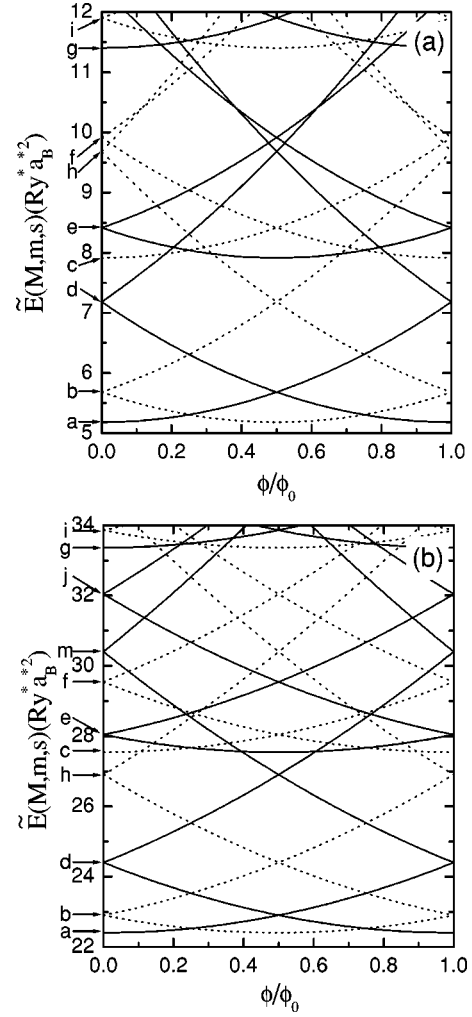 12
(a)
i
g
11
f
10
h
9
e
8
c
d
7
6
b
a
5
Ẽ(M,m,s)(Ry* a_B*²)
0.0 0.2 0.4 0.6 0.8 1.0
ϕ/ϕ₀
34
(b)
i
g
j
32
m
30
f
e
28
c
h
26
d
24
b
a
22
Ẽ(M,m,s)(Ry* a_B*²)
0.0 0.2 0.4 0.6 0.8 1.0
ϕ/ϕ₀